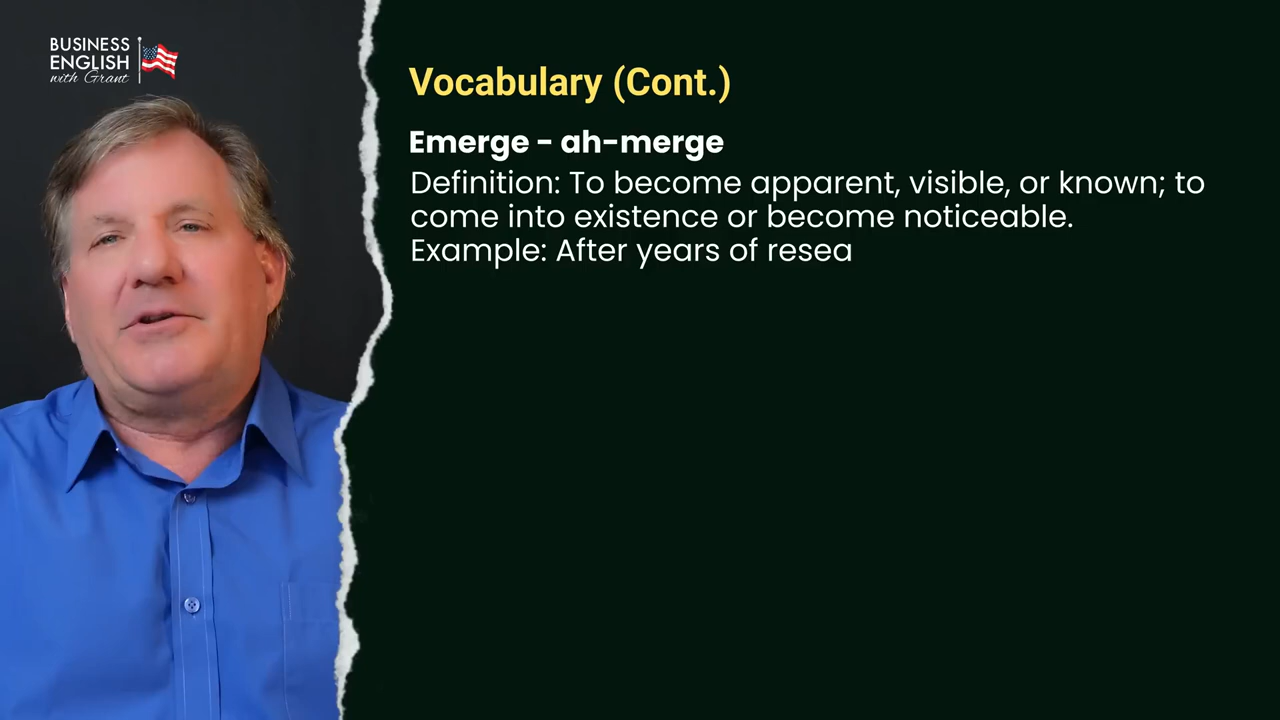 BUSINESS
ENGLISH
with Grant
Vocabulary (Cont.)
Emerge - ah-merge
Definition: To become apparent, visible, or known; to
come into existence or become noticeable.
Example: After years of resea